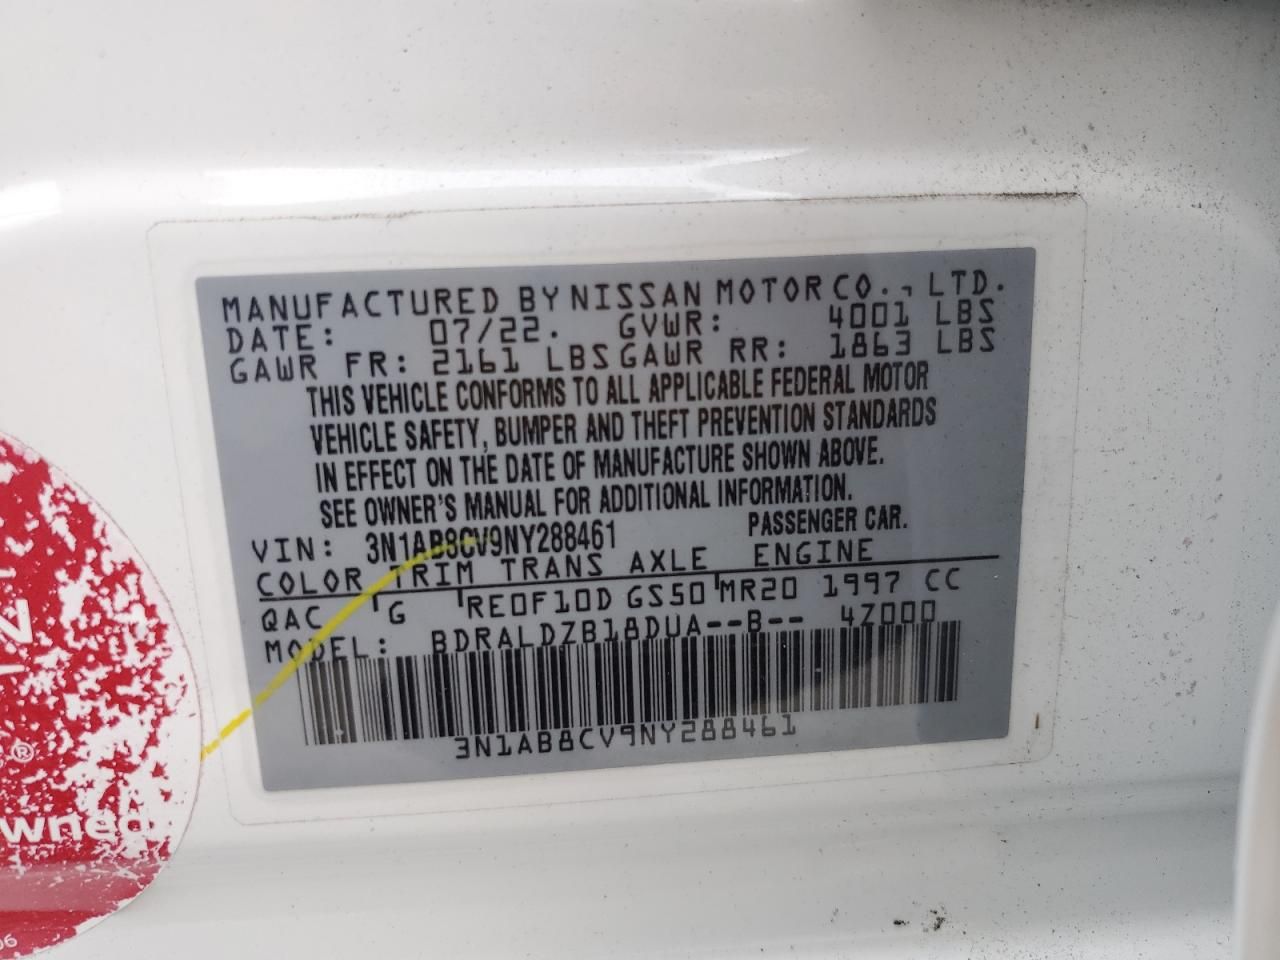 MANUFACTURED BY NISSAN MOTOR CO., LTD.
DATE: 07/22. GVWR: 4001 LBS
GAWR FR: 2161 LBS GAWR RR: 1863 LBS
THIS VEHICLE CONFORMS TO ALL APPLICABLE FEDERAL MOTOR
VEHICLE SAFETY, BUMPER AND THEFT PREVENTION STANDARDS
IN EFFECT ON THE DATE OF MANUFACTURE SHOWN ABOVE.
SEE OWNER'S MANUAL FOR ADDITIONAL INFORMATION.
VIN: 3N1AB8CV9NY288461 PASSENGER CAR.
COLOR TRIM TRANS AXLE ENGINE
QAC G RE0F10D GS50 MR20 1997 CC
MODEL: BDRALDZB18DUA--B-- 4Z000
3N1AB8CV9NY288461
N
®
wned
06